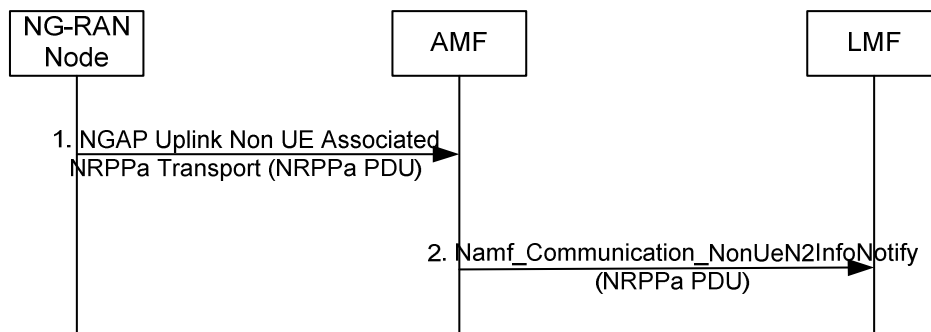 NG-RAN
Node
AMF
LMF
1. NGAP Uplink Non UE Associated
NRPPa Transport (NRPPa PDU)
2. Namf_Communication_NonUeN2InfoNotify
(NRPPa PDU)